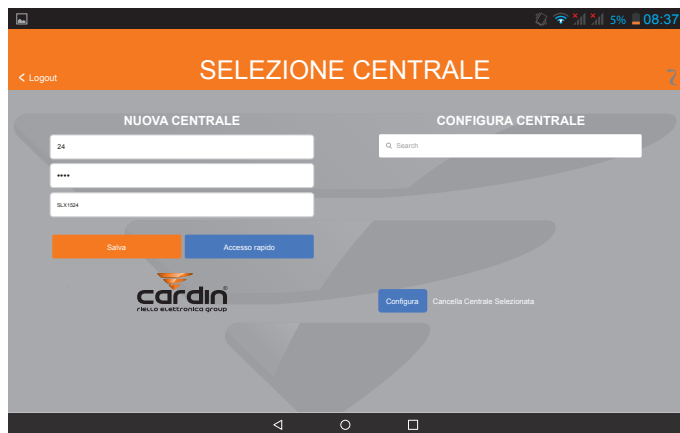 5% 08:37
Logout
SELEZIONE CENTRALE
7
NUOVA CENTRALE
24
••••
SLX1524
Salva
Accesso rapido
cardin®
riello elettronica group
CONFIGURA CENTRALE
Search
Configura
Cancella Centrale Selezionata